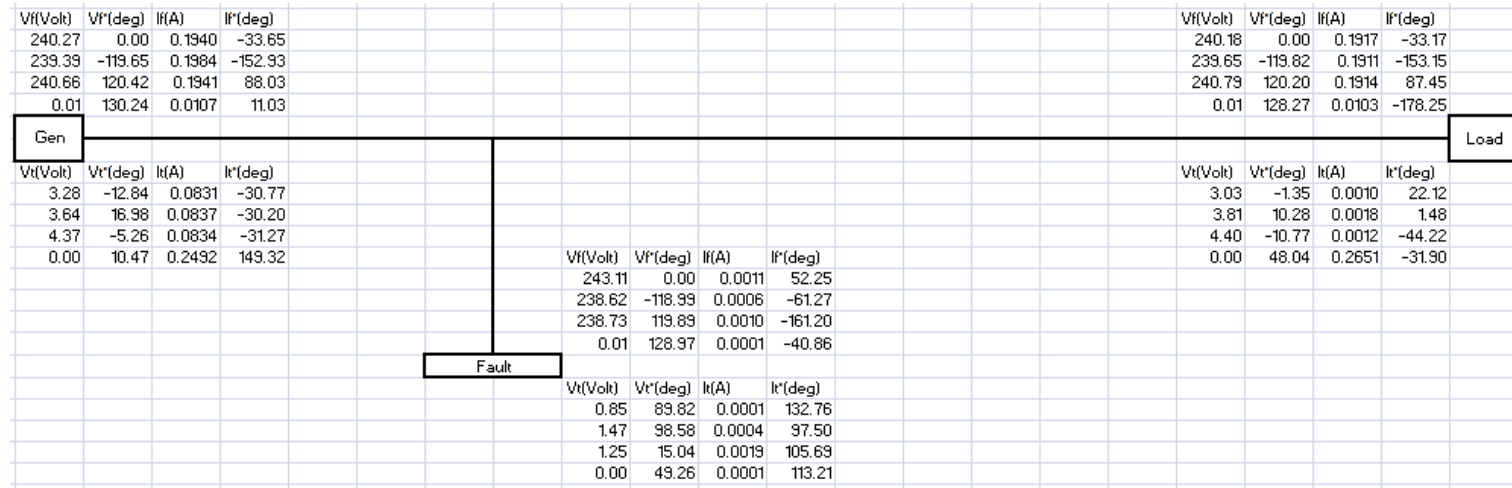 Vf(Volt) Vf°(deg) If(A) If°(deg)
240.27 0.00 0.1940 -33.65
239.39 -119.65 0.1984 -152.93
240.66 120.42 0.1941 88.03
0.01 130.24 0.0107 11.03
Vf(Volt) Vf°(deg) If(A) If°(deg)
240.18 0.00 0.1917 -33.17
239.65 -119.82 0.1911 -153.15
240.79 120.20 0.1914 87.45
0.01 128.27 0.0103 -178.25
Gen
Load
Vt(Volt) Vt°(deg) It(A) It°(deg)
3.28 -12.84 0.0831 -30.77
3.64 16.98 0.0837 -30.20
4.37 -5.26 0.0834 -31.27
0.00 10.47 0.2492 149.32
Vt(Volt) Vt°(deg) It(A) It°(deg)
3.03 -1.35 0.0010 22.12
3.81 10.28 0.0018 1.48
4.40 -10.77 0.0012 -44.22
0.00 48.04 0.2651 -31.90
Vf(Volt) Vf°(deg) If(A) If°(deg)
243.11 0.00 0.0011 52.25
238.62 -118.99 0.0006 -61.27
238.73 119.89 0.0010 -161.20
0.01 128.97 0.0001 -40.86
Fault
Vt(Volt) Vt°(deg) It(A) It°(deg)
0.85 89.82 0.0001 132.76
1.47 98.58 0.0004 97.50
1.25 15.04 0.0019 105.69
0.00 49.26 0.0001 113.21